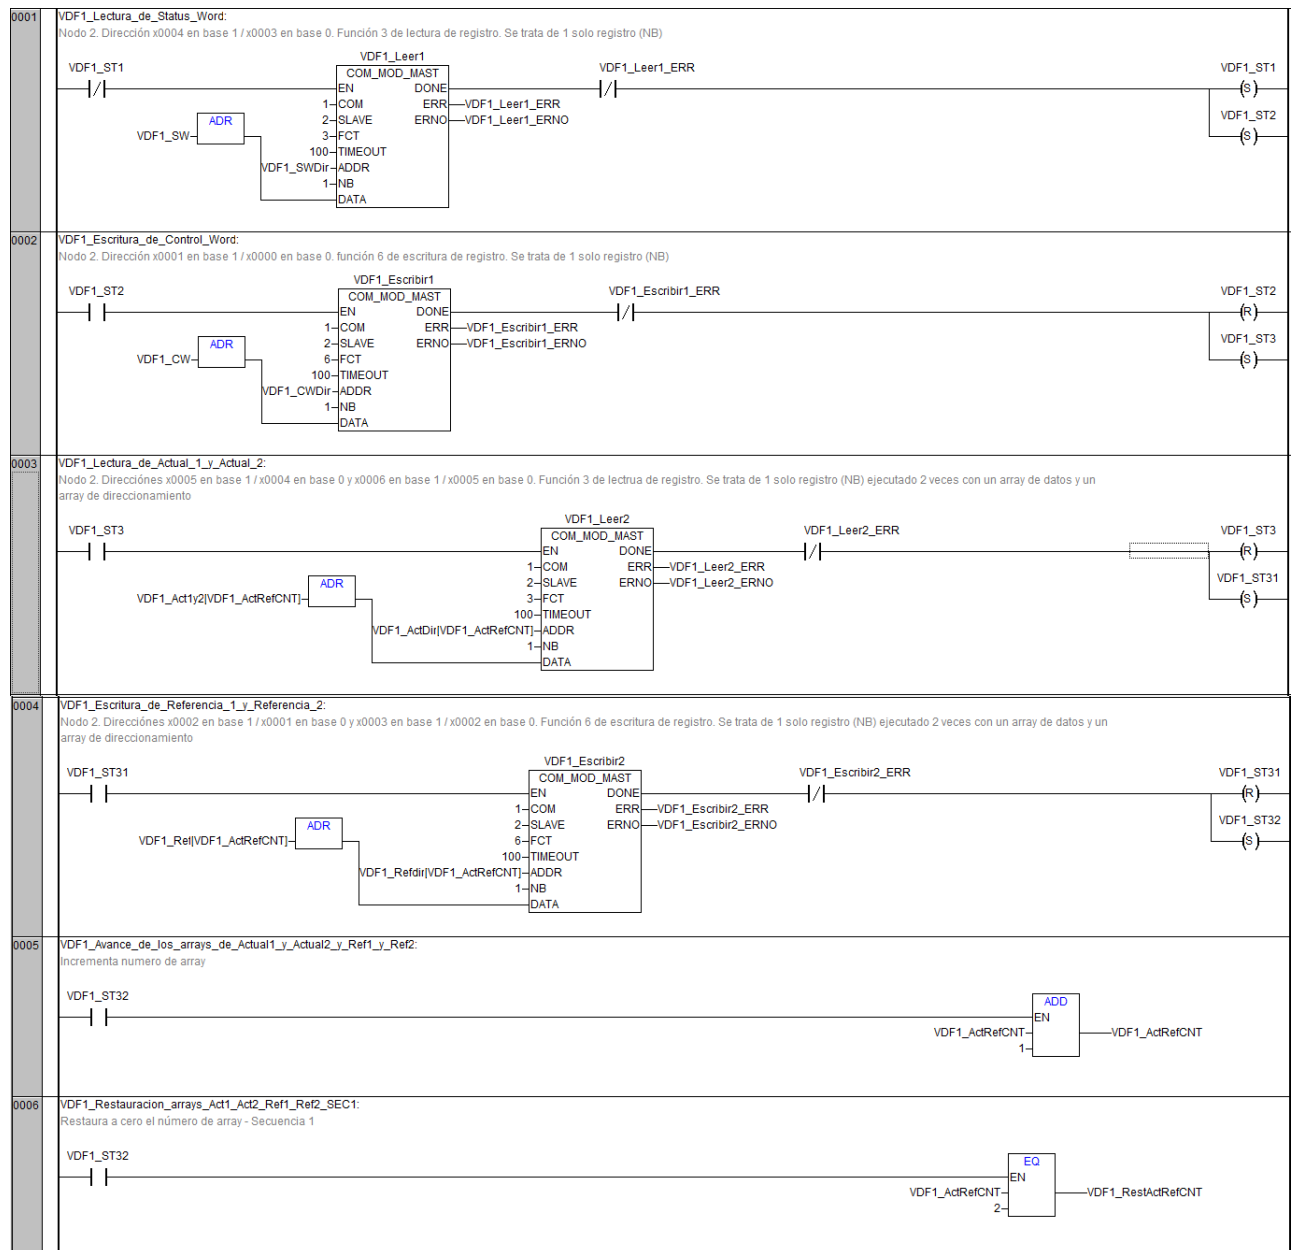 0001
VDF1_Lectura_de_Status_Word:
Nodo 2. Dirección x0004 en base 1 / x0003 en base 0. Función 3 de lectura de registro. Se trata de 1 solo registro (NB)
VDF1_Leer1
VDF1_ST1 COM_MOD_MAST VDF1_Leer1_ERR VDF1_ST1
EN DONE (S)
1 COM ERR VDF1_Leer1_ERR
ADR 2 SLAVE ERNO VDF1_Leer1_ERNO VDF1_ST2
VDF1_SW 3 FCT (S)
100 TIMEOUT
VDF1_SWDir ADDR
1 NB
DATA
0002
VDF1_Escritura_de_Control_Word:
Nodo 2. Dirección x0001 en base 1 / x0000 en base 0. función 6 de escritura de registro. Se trata de 1 solo registro (NB)
VDF1_Escribir1
VDF1_ST2 COM_MOD_MAST VDF1_Escribir1_ERR VDF1_ST2
EN DONE (R)
1 COM ERR VDF1_Escribir1_ERR
ADR 2 SLAVE ERNO VDF1_Escribir1_ERNO VDF1_ST3
VDF1_CW 6 FCT (S)
100 TIMEOUT
VDF1_CWDir ADDR
1 NB
DATA
0003
VDF1_Lectura_de_Actual_1_y_Actual_2:
Nodo 2. Direcciónes x0005 en base 1 / x0004 en base 0 y x0006 en base 1 / x0005 en base 0. Función 3 de lectrua de registro. Se trata de 1 solo registro (NB) ejecutado 2 veces con un array de datos y un
array de direccionamiento
VDF1_Leer2
VDF1_ST3 COM_MOD_MAST VDF1_Leer2_ERR VDF1_ST3
EN DONE (R)
1 COM ERR VDF1_Leer2_ERR
ADR 2 SLAVE ERNO VDF1_Leer2_ERNO VDF1_ST31
VDF1_Act1y2[VDF1_ActRefCNT] 3 FCT (S)
100 TIMEOUT
VDF1_ActDir[VDF1_ActRefCNT] ADDR
1 NB
DATA
0004
VDF1_Escritura_de_Referencia_1_y_Referencia_2:
Nodo 2. Direcciónes x0002 en base 1 / x0001 en base 0 y x0003 en base 1 / x0002 en base 0. Función 6 de escritura de registro. Se trata de 1 solo registro (NB) ejecutado 2 veces con un array de datos y un
array de direccionamiento
VDF1_Escribir2
VDF1_ST31 COM_MOD_MAST VDF1_Escribir2_ERR VDF1_ST31
EN DONE (R)
1 COM ERR VDF1_Escribir2_ERR
ADR 2 SLAVE ERNO VDF1_Escribir2_ERNO VDF1_ST32
VDF1_Ref[VDF1_ActRefCNT] 6 FCT (S)
100 TIMEOUT
VDF1_Refdir[VDF1_ActRefCNT] ADDR
1 NB
DATA
0005
VDF1_Avance_de_los_arrays_de_Actual1_y_Actual2_y_Ref1_y_Ref2:
Incrementa numero de array
VDF1_ST32 ADD
EN
VDF1_ActRefCNT VDF1_ActRefCNT
1
0006
VDF1_Restauracion_arrays_Act1_Act2_Ref1_Ref2_SEC1:
Restaura a cero el número de array - Secuencia 1
VDF1_ST32 EQ
EN
VDF1_ActRefCNT VDF1_RestActRefCNT
2